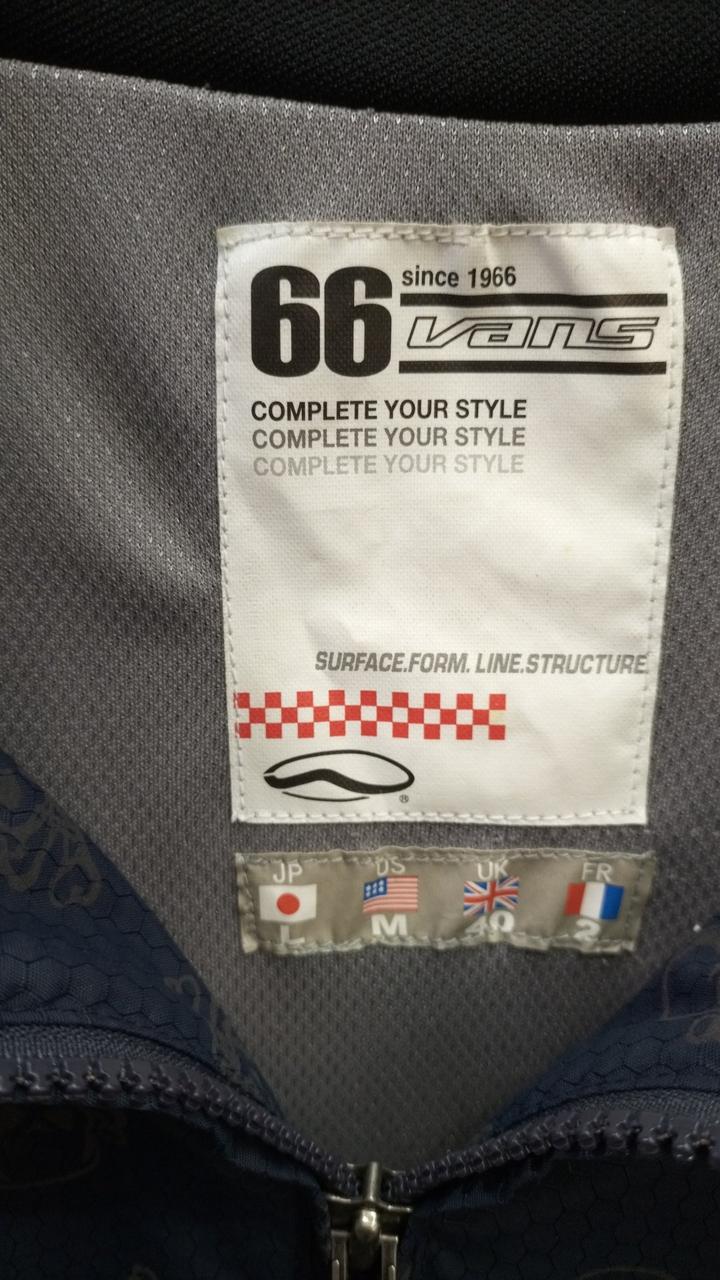 66 since 1966
vans
COMPLETE YOUR STYLE
COMPLETE YOUR STYLE
COMPLETE YOUR STYLE
SURFACE.FORM. LINE.STRUCTURE
®
JP US UK FR
L M 40 2